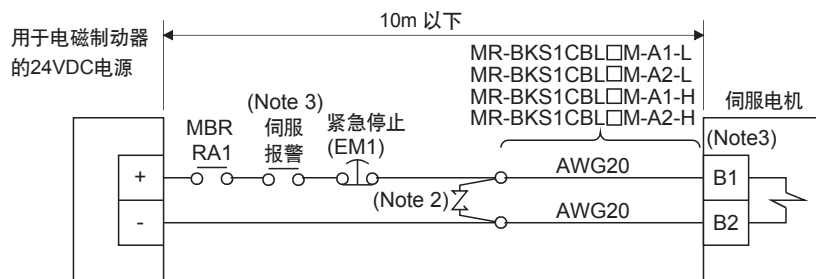 10m 以下
用于电磁制动器
的24VDC电源
MR-BKS1CBL□M-A1-L
MR-BKS1CBL□M-A2-L
MR-BKS1CBL□M-A1-H
MR-BKS1CBL□M-A2-H
伺服电机
(Note 3)
伺服
报警
MBR
RA1
紧急停止
(EM1)
(Note3)
+
AWG20
B1
(Note 2)
-
AWG20
B2